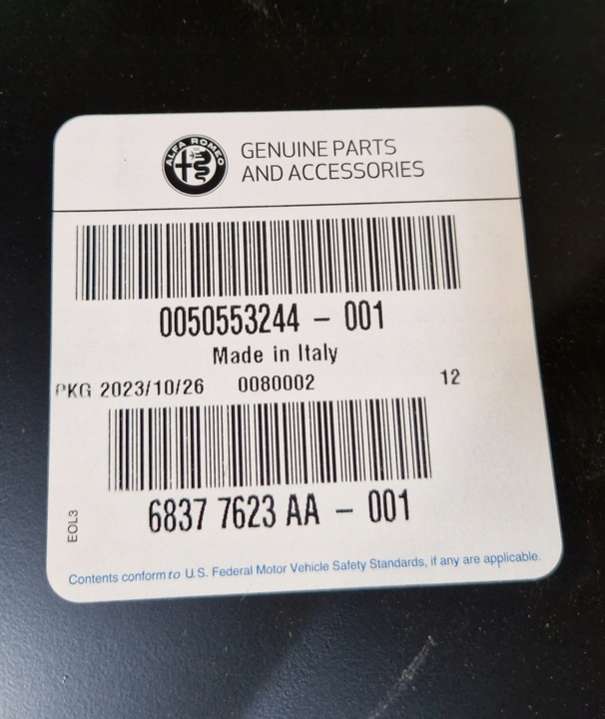 ALFA ROMEO
GENUINE PARTS
AND ACCESSORIES
0050553244 - 001
Made in Italy
PKG 2023/10/26 0080002 12
6837 7623 AA - 001
EOL3
Contents conform to U.S. Federal Motor Vehicle Safety Standards, if any are applicable.